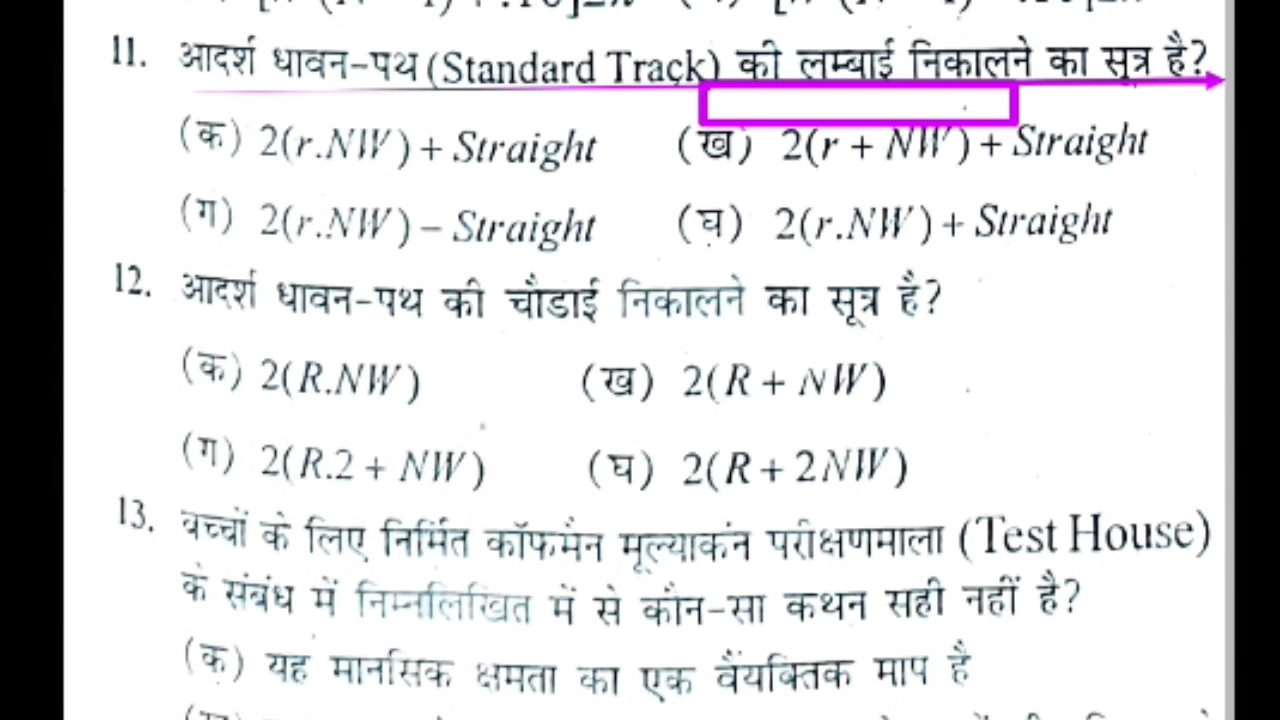 11. आदर्श धावन-पथ (Standard Track) की लम्बाई निकालने का सूत्र है?
(क) 2(r.NW) + Straight (ख) 2(r + NW) + Straight
(ग) 2(r.NW) – Straight (घ) 2(r.NW) + Straight
12. आदर्श धावन-पथ की चौडाई निकालने का सूत्र है?
(क) 2(R.NW) (ख) 2(R + NW)
(ग) 2(R.2 + NW) (घ) 2(R + 2NW)
13. बच्चों के लिए निर्मित कॉफमैन मूल्याकंन परीक्षणमाला (Test House)
के संबंध में निम्नलिखित में से कौन-सा कथन सही नहीं है?
(क) यह मानसिक क्षमता का एक वैयक्तिक माप है